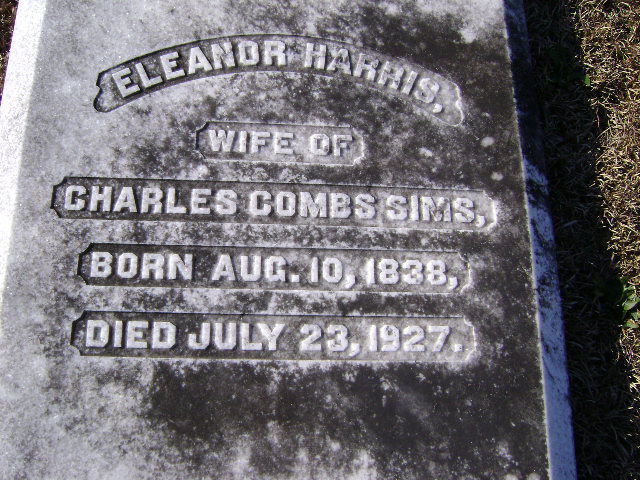 ELEANOR HARRIS,
WIFE OF
CHARLES COMBS SIMS,
BORN AUG. 10, 1838,
DIED JULY 23, 1927.